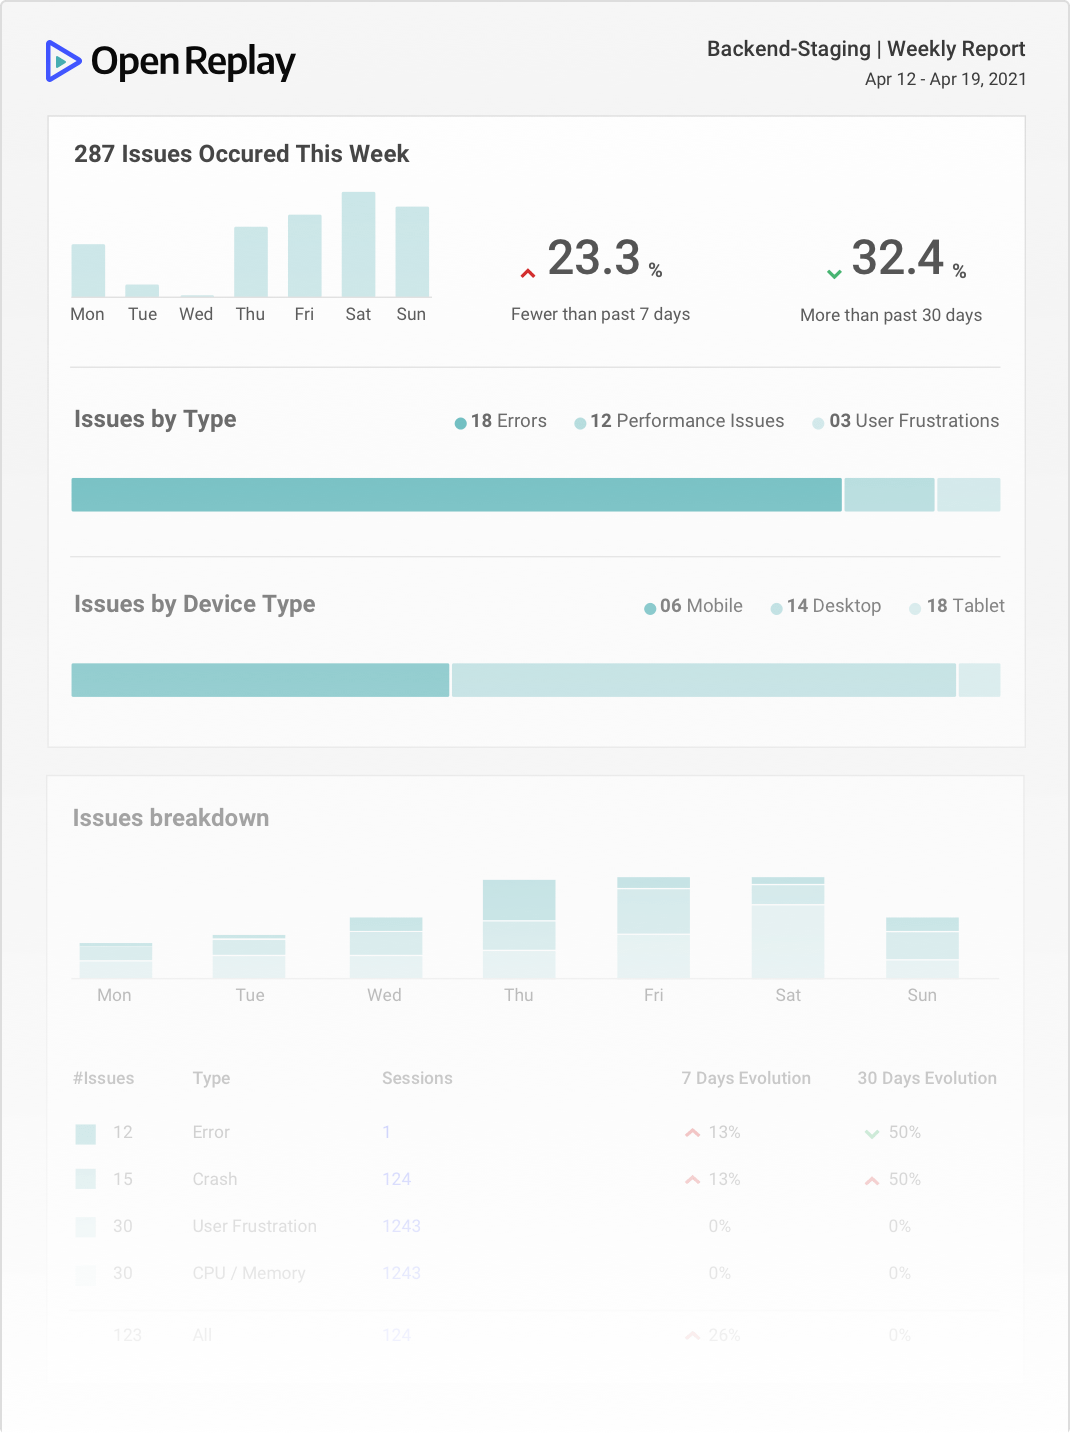 OpenReplay
Backend-Staging | Weekly Report
Apr 12 - Apr 19, 2021
287 Issues Occured This Week
23.3 %
32.4 %
Mon Tue Wed Thu Fri Sat Sun
Fewer than past 7 days
More than past 30 days
Issues by Type
18 Errors 12 Performance Issues 03 User Frustrations
Issues by Device Type
06 Mobile 14 Desktop 18 Tablet
Issues breakdown
Mon Tue Wed Thu Fri Sat Sun
#Issues Type Sessions 7 Days Evolution 30 Days Evolution
12 Error 1 13% 50%
15 Crash 124 13% 50%
30 User Frustration 1243 0% 0%
30 CPU / Memory 1243 0% 0%
123 All 124 26% 0%